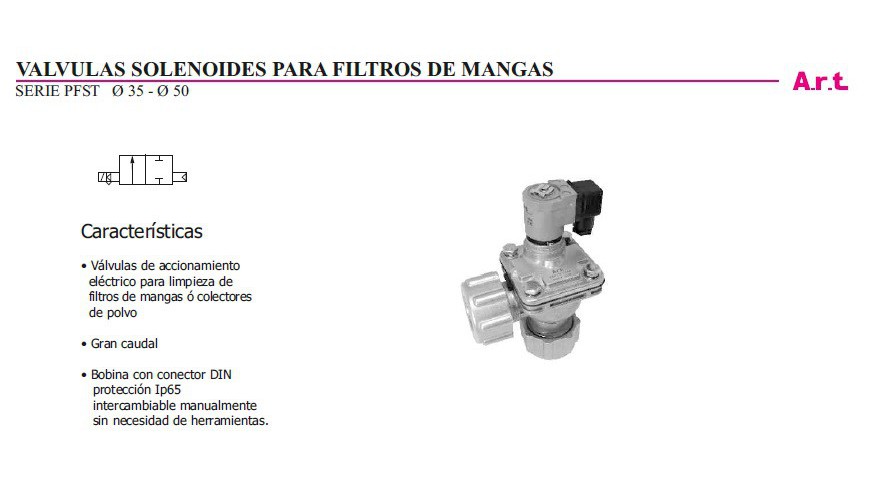 VALVULAS SOLENOIDES PARA FILTROS DE MANGAS
A.r.t.
SERIE PFST Ø 35 - Ø 50
Características
• Válvulas de accionamiento
eléctrico para limpieza de
filtros de mangas ó colectores
de polvo
• Gran caudal
• Bobina con conector DIN
protección Ip65
intercambiable manualmente
sin necesidad de herramientas.